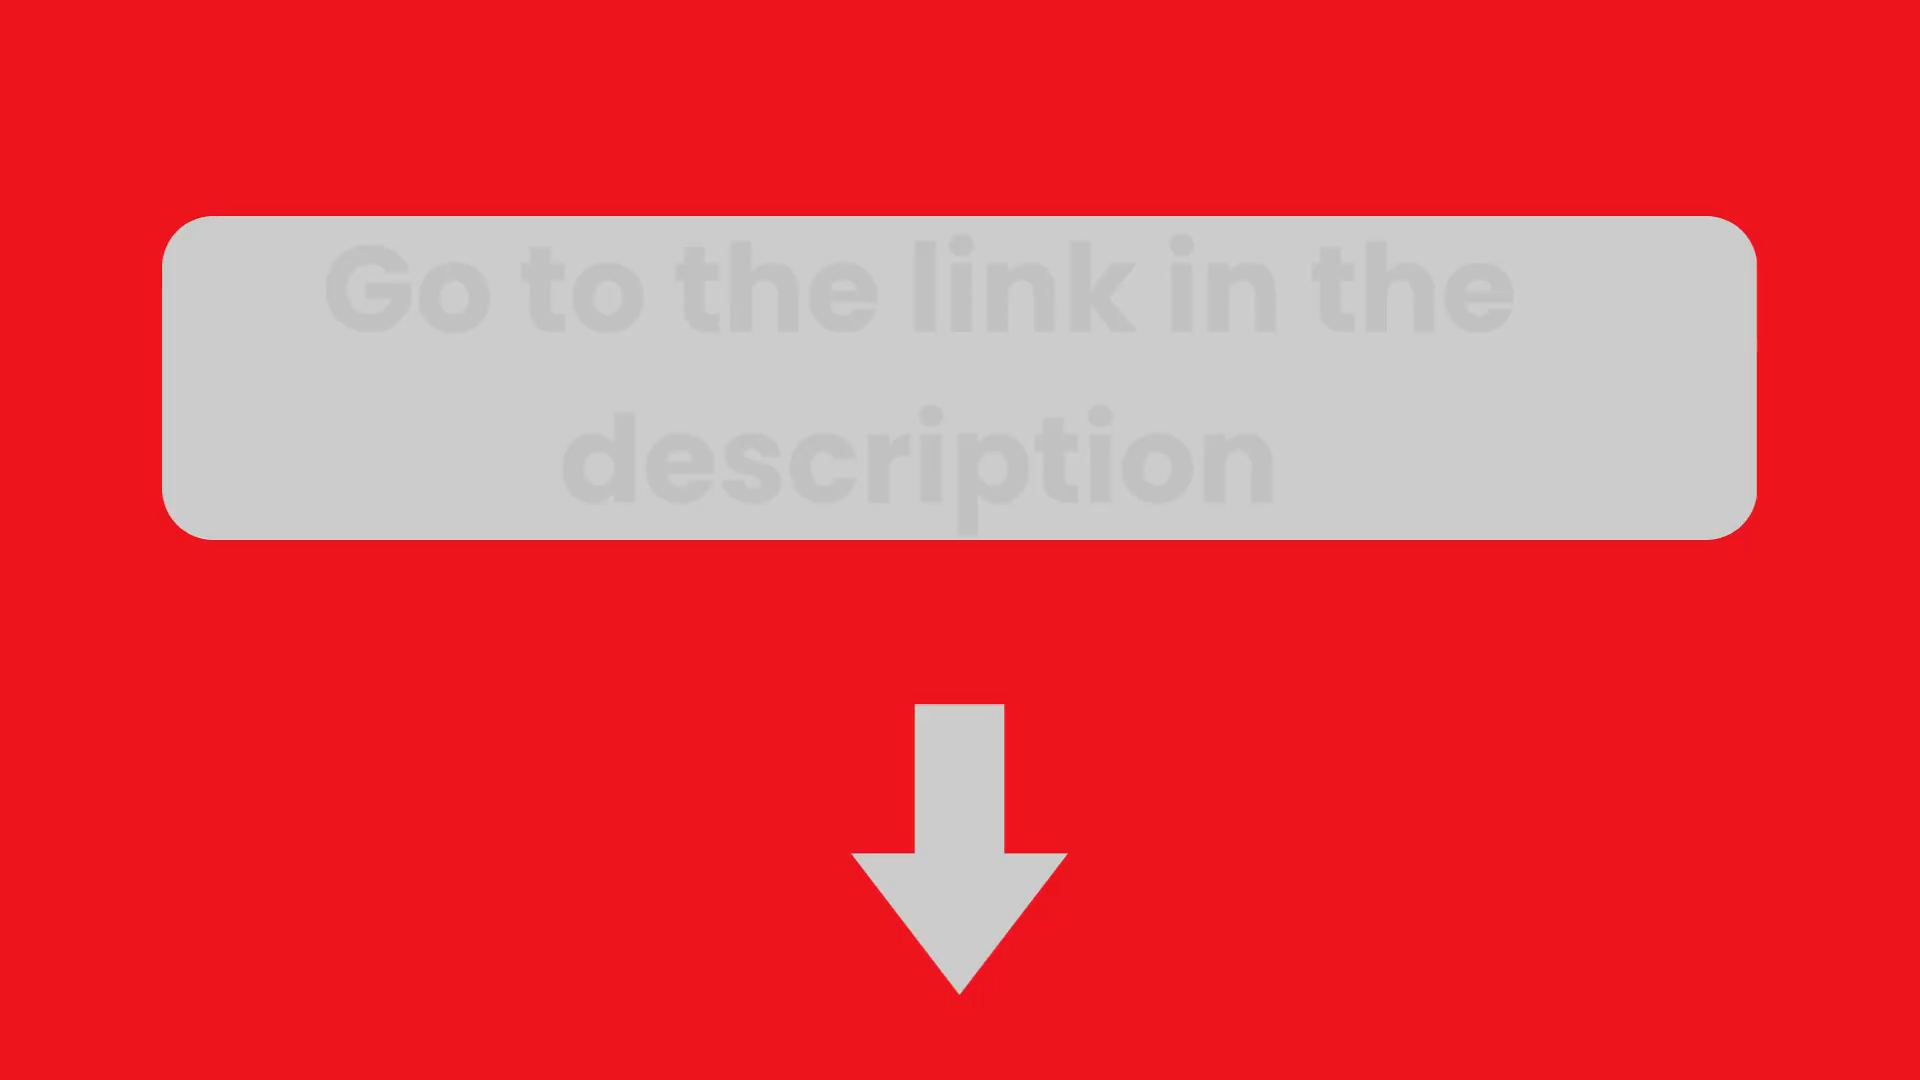 Go to the link in the
description